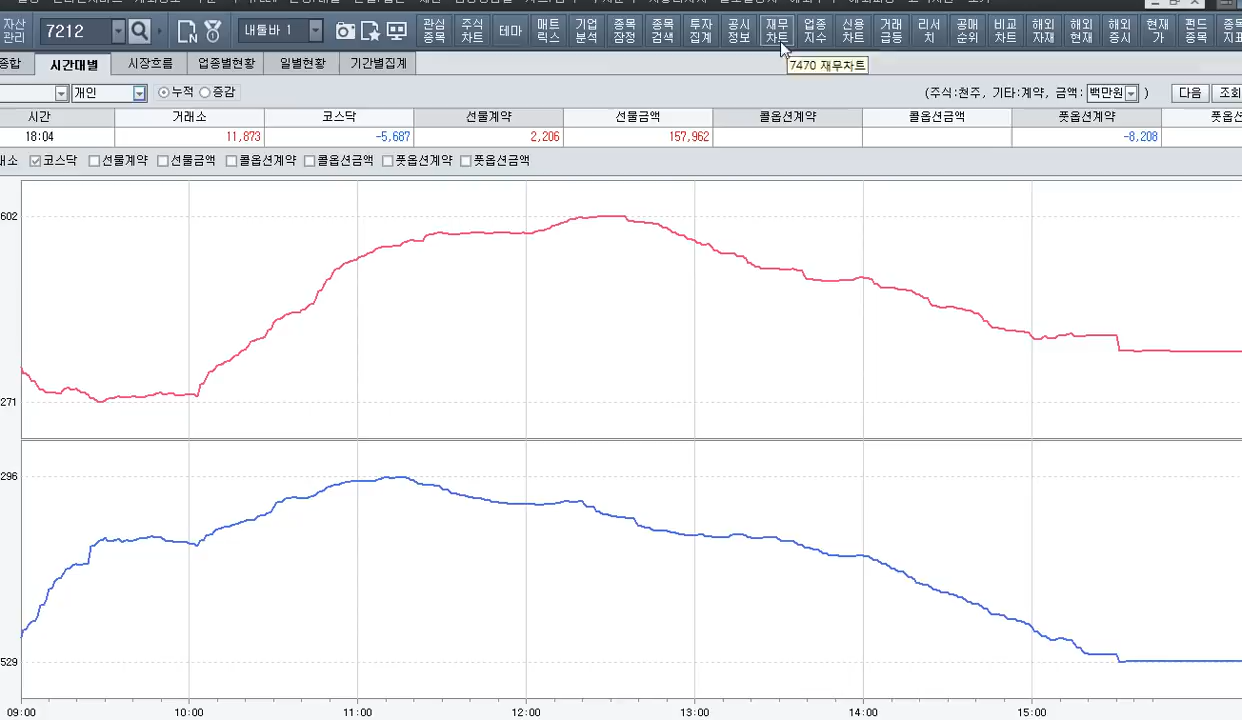 자산 관리 7212 내툴바 1 관심 종목 주식 차트 테마 매트 릭스 기업 분석 종목 잠정 종목 검색 투자 집계 공시 정보 재무 차트 업종 지수 신용 차트 거래 급등 리서 치 공매 순위 비교 차트 해외 자재 해외 현재 해외 증시 현재 가 펀드 종목
7470 재무차트
종합 시간대별 시장흐름 업종별현황 일별현황 기간별집계
개인 누적 증감 (주식:천주, 기타:계약, 금액: 백만원 ) 다음 조회
시간 거래소 코스닥 선물계약 선물금액 콜옵션계약 콜옵션금액 풋옵션계약 풋옵션
18:04 11,873 -5,687 2,206 157,962 -8,208
래소 코스닥 선물계약 선물금액 콜옵션계약 콜옵션금액 풋옵션계약 풋옵션금액
602
271
296
529
09:00 10:00 11:00 12:00 13:00 14:00 15:00